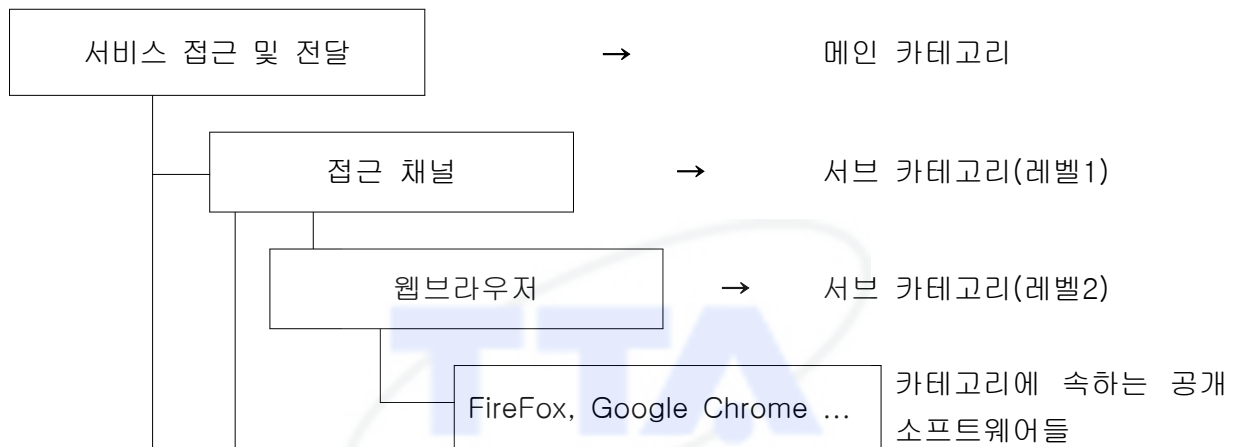 서비스 접근 및 전달 → 메인 카테고리
접근 채널 → 서브 카테고리(레벨1)
웹브라우저 → 서브 카테고리(레벨2)
TTA
FireFox, Google Chrome ... 카테고리에 속하는 공개
소프트웨어들